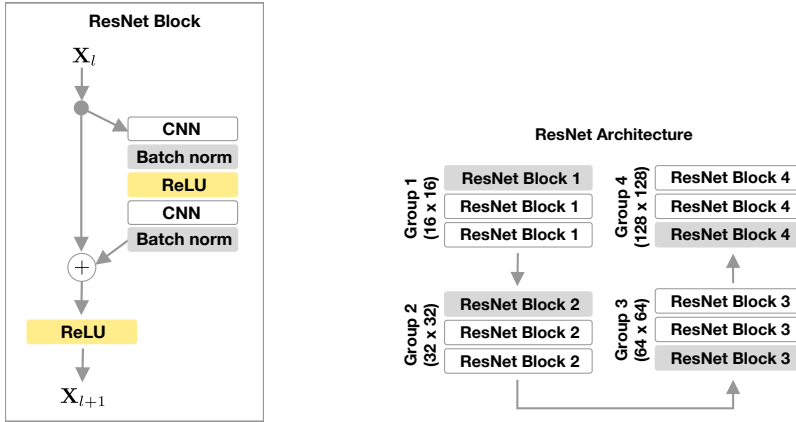 ResNet Block
X_l
CNN
Batch norm
ReLU
CNN
Batch norm
+
ReLU
X_{l+1}
ResNet Architecture
Group 1
(16 x 16)
ResNet Block 1
ResNet Block 1
ResNet Block 1
Group 2
(32 x 32)
ResNet Block 2
ResNet Block 2
ResNet Block 2
Group 3
(64 x 64)
ResNet Block 3
ResNet Block 3
ResNet Block 3
Group 4
(128 x 128)
ResNet Block 4
ResNet Block 4
ResNet Block 4